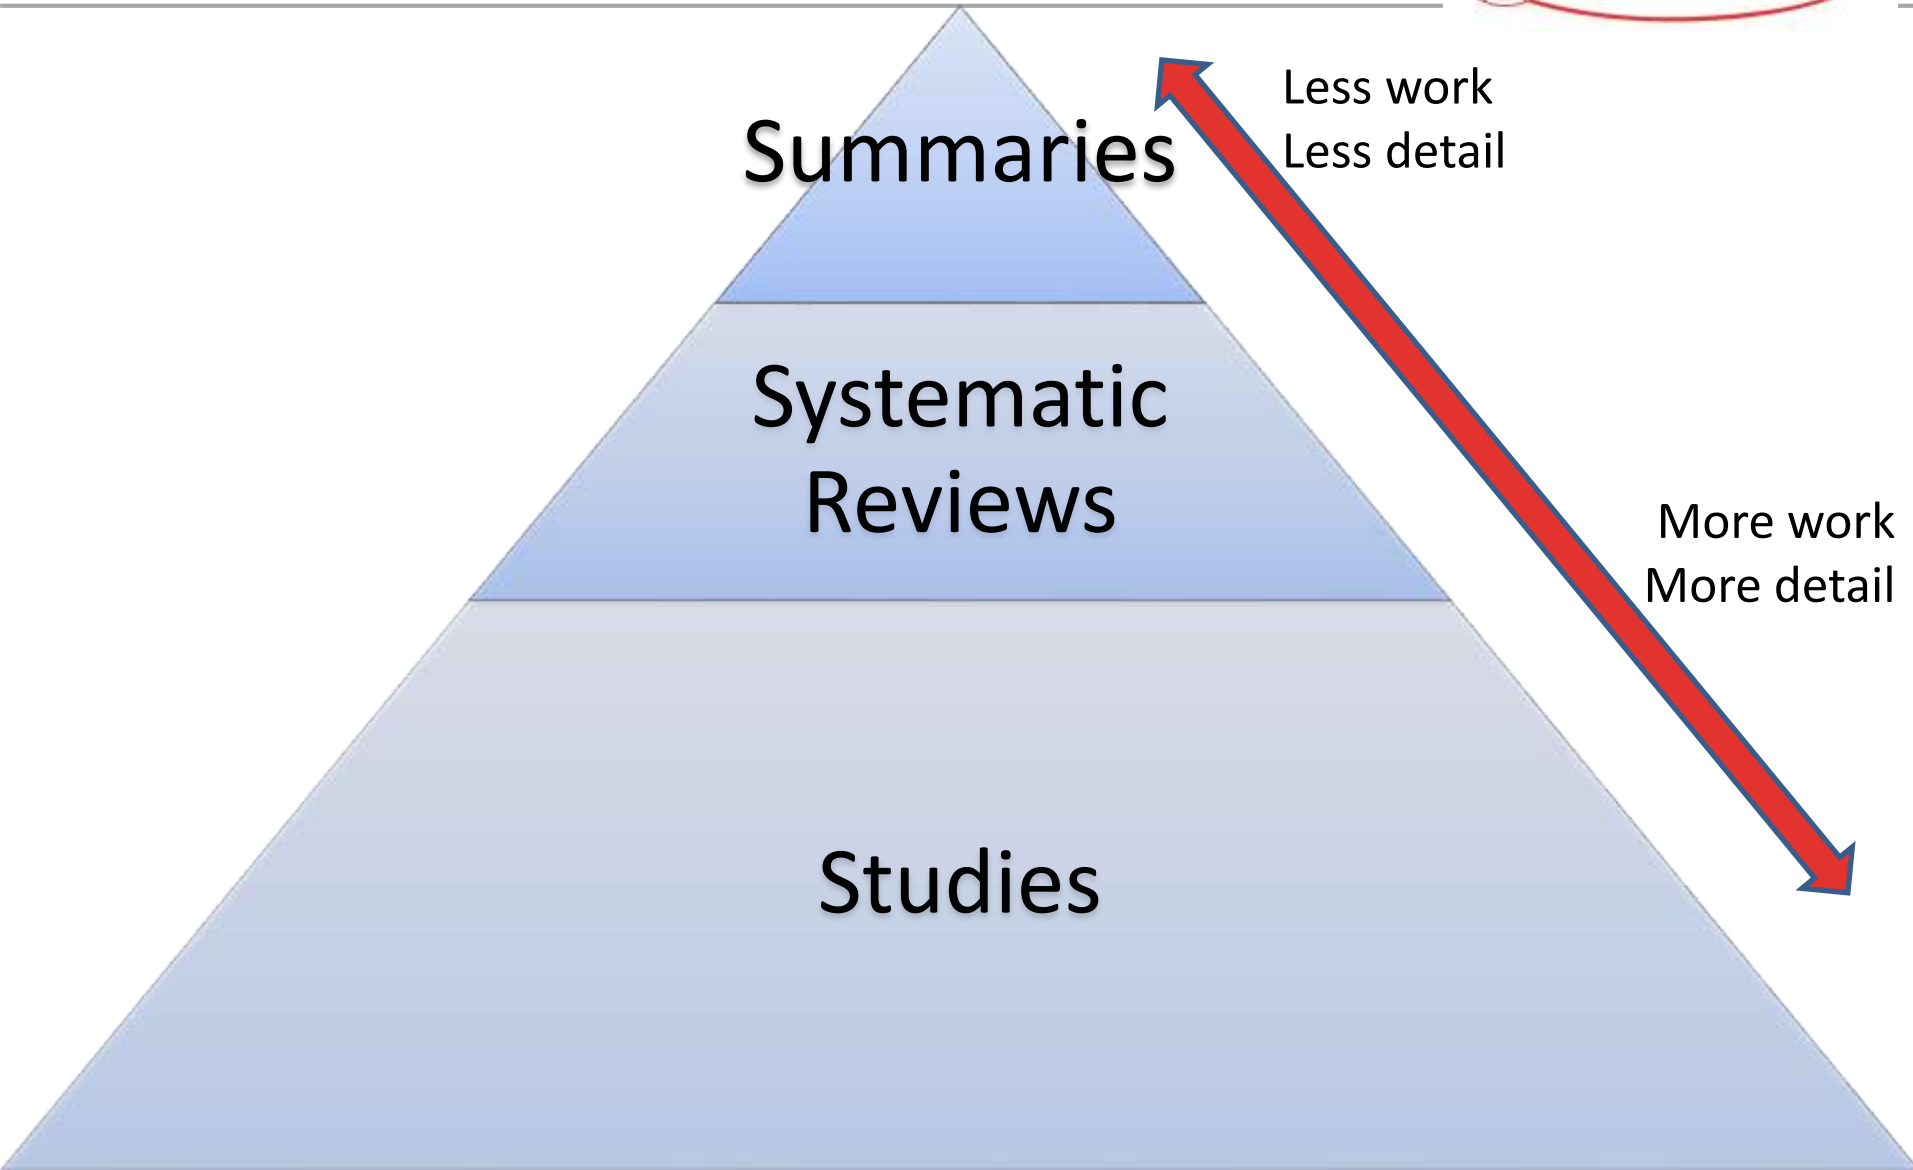 Summaries
Less work
Less detail
Systematic
Reviews
More work
More detail
Studies